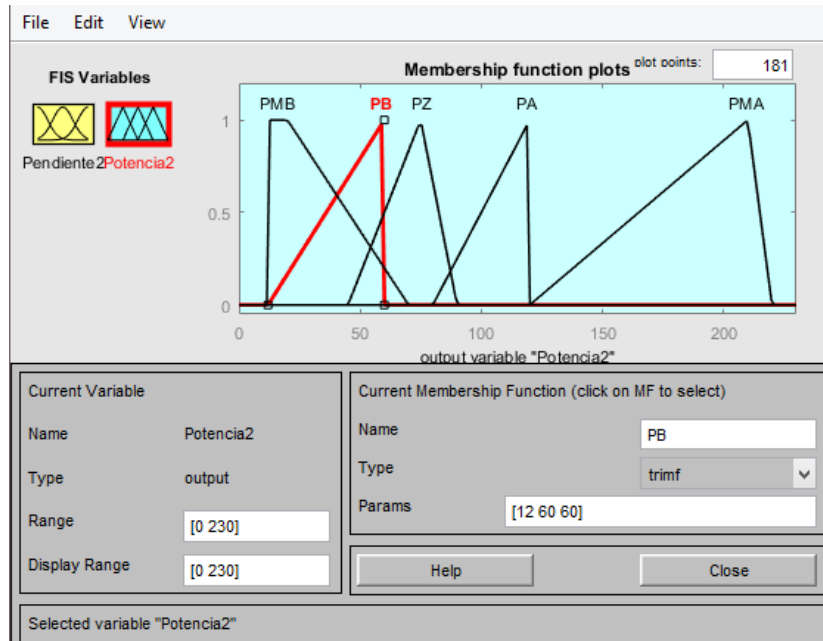 File Edit View
FIS Variables
Pendiente2 Potencia2
Membership function plots plot points: 181
PMB PB PZ PA PMA
1
0.5
0
0 50 100 150 200
output variable "Potencia2"
Current Variable
Name Potencia2
Type output
Range [0 230]
Display Range [0 230]
Current Membership Function (click on MF to select)
Name PB
Type trimf
Params [12 60 60]
Help Close
Selected variable "Potencia2"